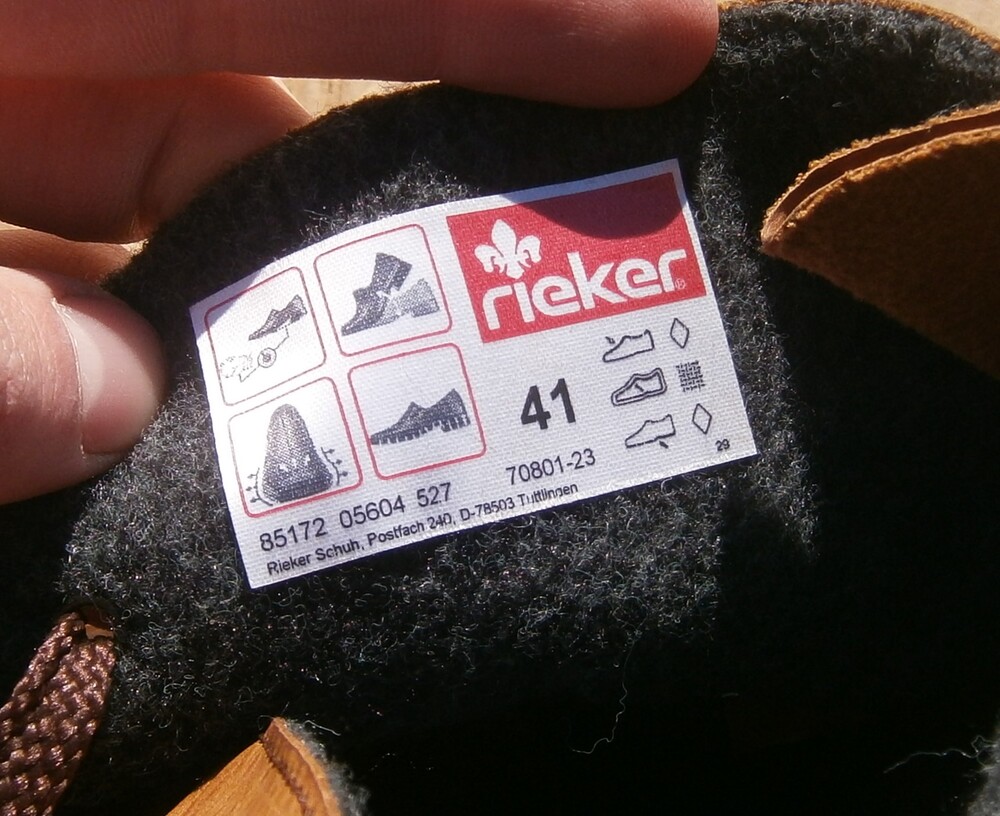 rieker®
41
29
85172 05604 527 70801-23
Rieker Schuh, Postfach 240, D-78503 Tuttlingen